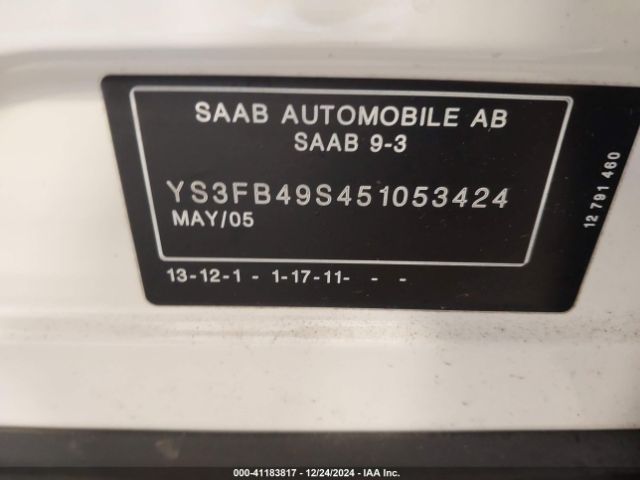 SAAB AUTOMOBILE AB
SAAB 9-3
YS3FB49S451053424
MAY/05
13-12-1 - 1-17-11- - -
12 791 460
000-41183817 - 12/24/2024 - IAA Inc.